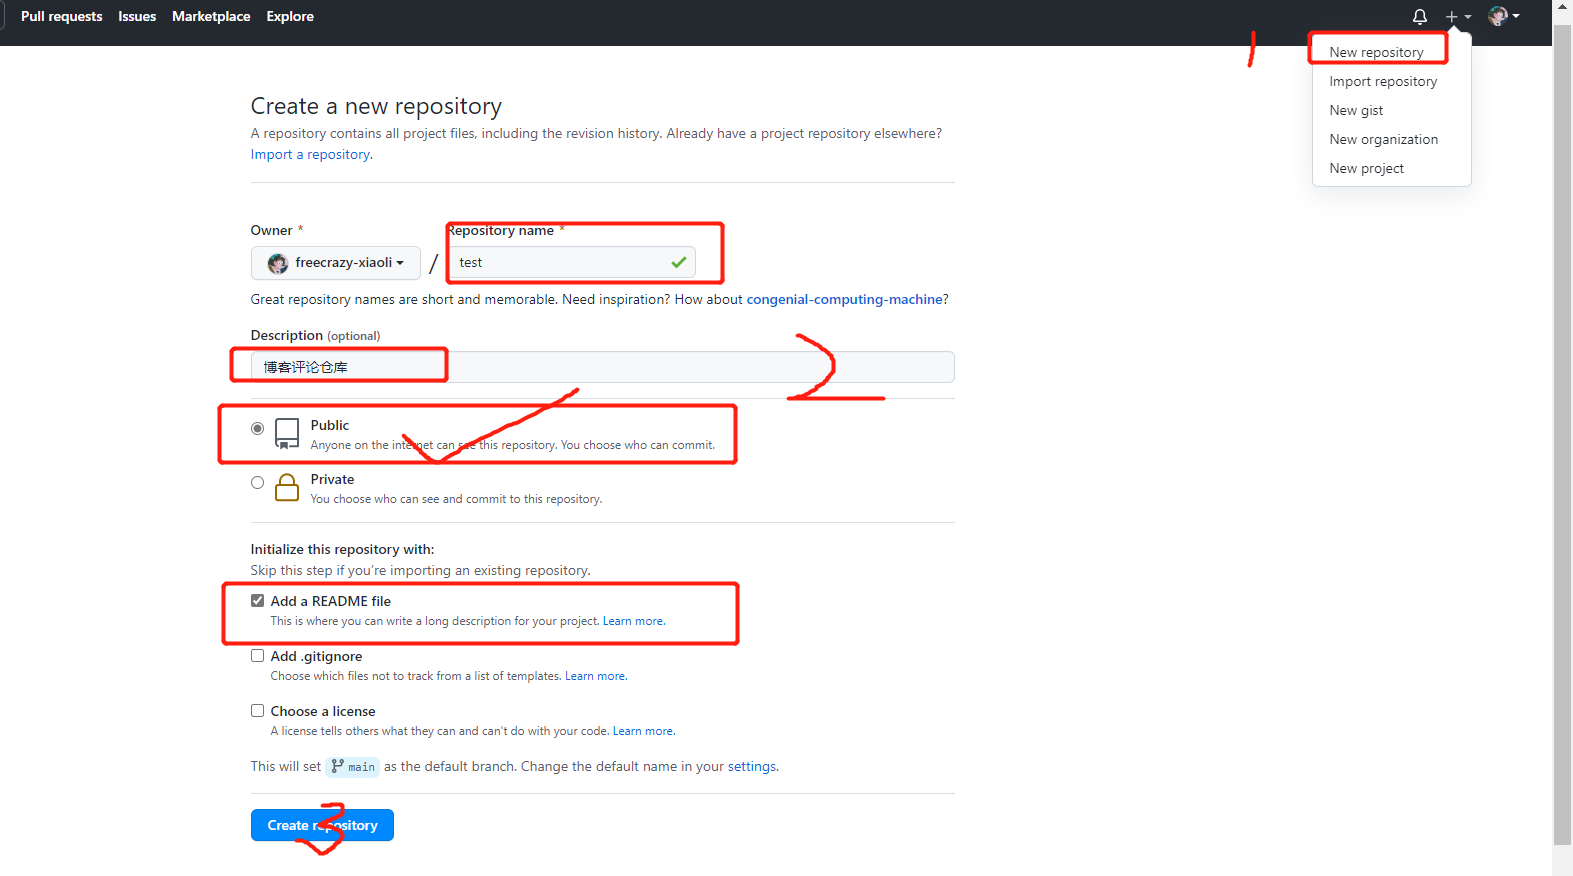 Pull requests Issues Marketplace Explore
1
New repository
Import repository
New gist
New organization
New project
Create a new repository
A repository contains all project files, including the revision history. Already have a project repository elsewhere?
Import a repository.
Owner * Repository name *
freecrazy-xiaoli / test
Great repository names are short and memorable. Need inspiration? How about congenial-computing-machine?
Description (optional)
博客评论仓库
2
Public
Anyone on the internet can see this repository. You choose who can commit.
Private
You choose who can see and commit to this repository.
Initialize this repository with:
Skip this step if you're importing an existing repository.
Add a README file
This is where you can write a long description for your project. Learn more.
Add .gitignore
Choose which files not to track from a list of templates. Learn more.
Choose a license
A license tells others what they can and can't do with your code. Learn more.
This will set main as the default branch. Change the default name in your settings.
Create repository
3